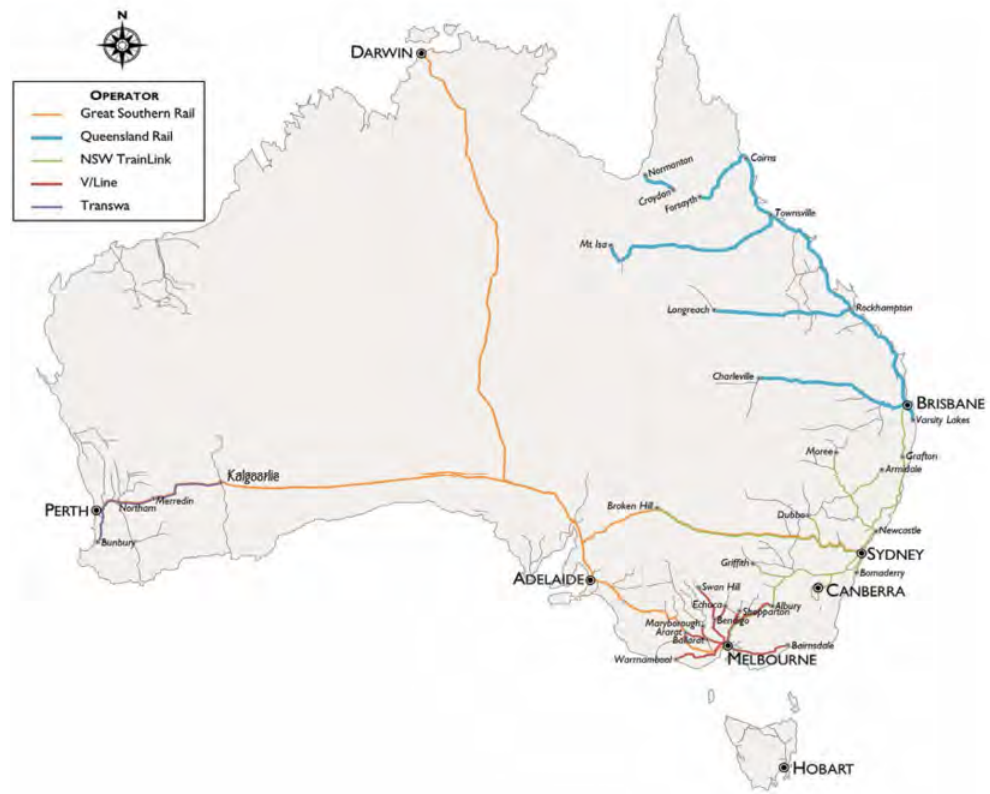 N
DARWIN
OPERATOR
Great Southern Rail
Queensland Rail
NSW TrainLink
V/Line
Transwa
Normanton
Cairns
Croydon
Forsayth
Townsville
Mt Isa
Longreach
Rockhampton
Charleville
BRISBANE
Varsity Lakes
Moree
Grafton
Armidale
Kalgoorlie
Merredin
Northam
PERTH
Bunbury
Broken Hill
Dubbo
Newcastle
SYDNEY
Griffith
Bomaderry
ADELAIDE
CANBERRA
Swan Hill
Echuca
Albury
Shepparton
Maryborough
Bendigo
Ararat
Ballarat
Bairnsdale
Warrnambool
MELBOURNE
HOBART